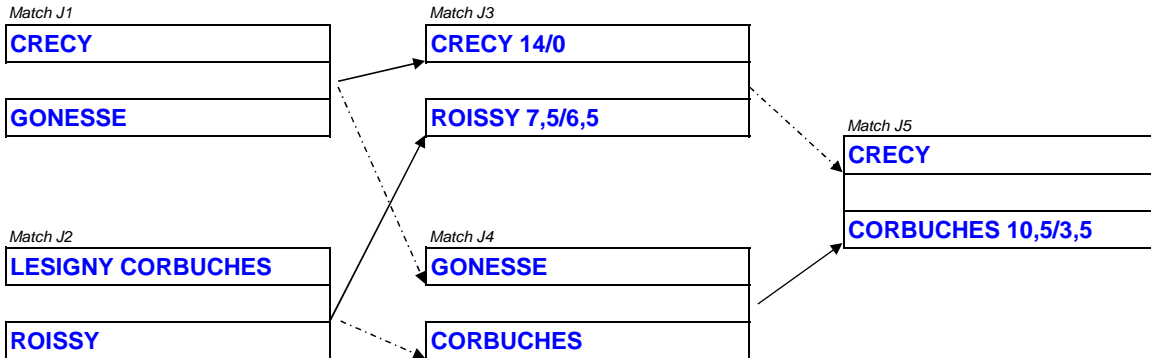 Match J1
CRECY
GONESSE
Match J2
LESIGNY CORBUCHES
ROISSY
Match J3
CRECY 14/0
ROISSY 7,5/6,5
Match J4
GONESSE
CORBUCHES
Match J5
CRECY
CORBUCHES 10,5/3,5